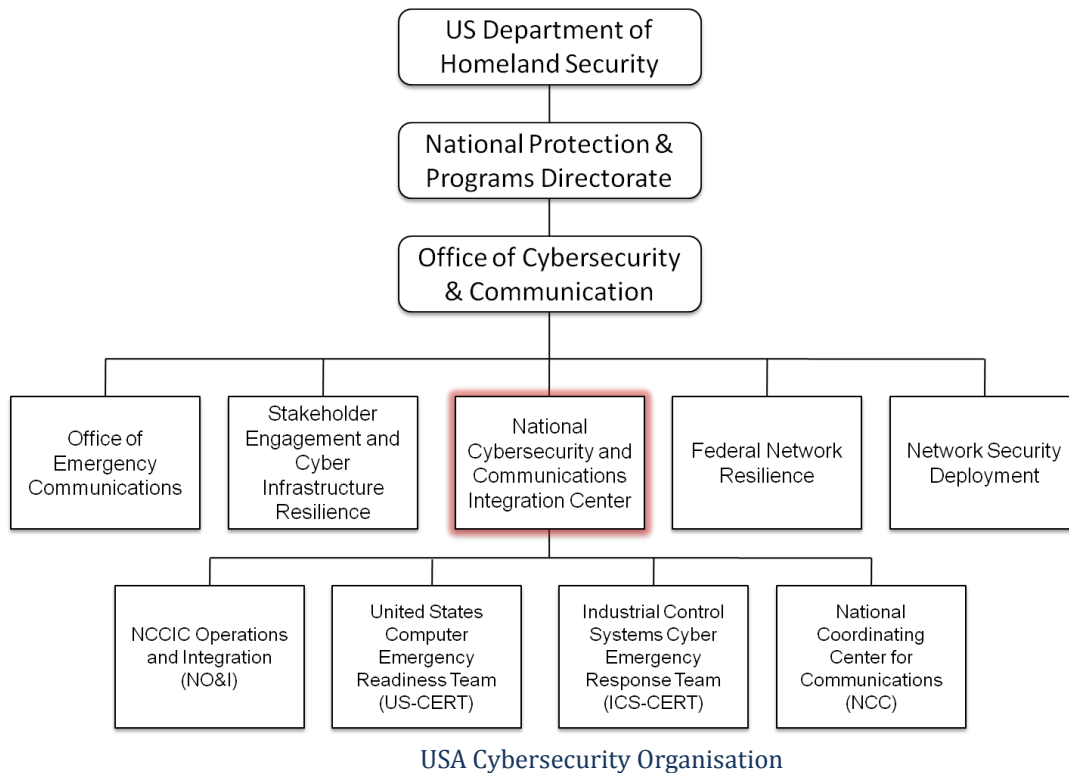 US Department of
Homeland Security
National Protection &
Programs Directorate
Office of Cybersecurity
& Communication
Office of
Emergency
Communications
Stakeholder
Engagement and
Cyber
Infrastructure
Resilience
National
Cybersecurity and
Communications
Integration Center
Federal Network
Resilience
Network Security
Deployment
NCCIC Operations
and Integration
(NO&I)
United States
Computer
Emergency
Readiness Team
(US-CERT)
Industrial Control
Systems Cyber
Emergency
Response Team
(ICS-CERT)
National
Coordinating
Center for
Communications
(NCC)
USA Cybersecurity Organisation